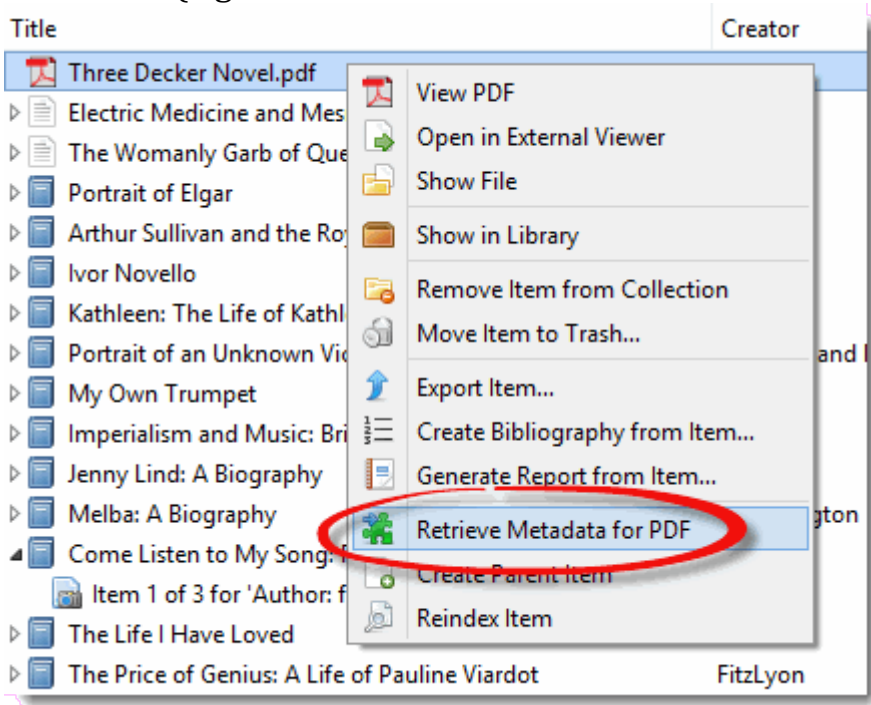 Title Creator
Three Decker Novel.pdf
View PDF
Electric Medicine and Mes
Open in External Viewer
The Womanly Garb of Que
Show File
Portrait of Elgar
Arthur Sullivan and the Ro
Show in Library
Ivor Novello
Remove Item from Collection
Kathleen: The Life of Kathl
Move Item to Trash...
Portrait of an Unknown Vic and
My Own Trumpet
Export Item...
Imperialism and Music: Bri
Create Bibliography from Item...
Jenny Lind: A Biography
Generate Report from Item...
Melba: A Biography gton
Retrieve Metadata for PDF
Come Listen to My Song:
Create Parent Item
Item 1 of 3 for 'Author: f
Reindex Item
The Life I Have Loved
The Price of Genius: A Life of Pauline Viardot FitzLyon